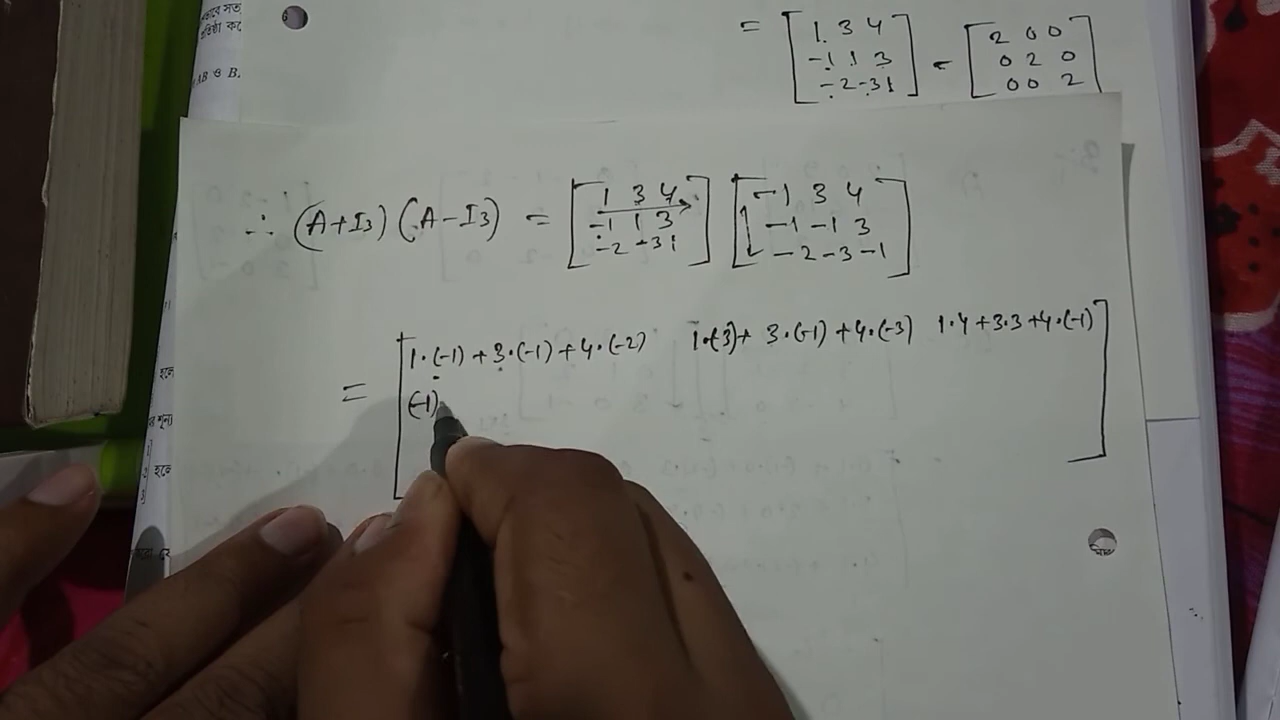 = [ 1 3 4
-1 1 3
-2 -3 1 ] - [ 2 0 0
0 2 0
0 0 2 ]
AB ও B.
∴ (A+I3) (A-I3) = [ 1 3 4
-1 1 3
-2 -3 1 ] [ -1 3 4
-1 -1 3
-2 -3 -1 ]
= [ 1·(-1) + 3·(-1) + 4·(-2) 1·(3) + 3·(-1) + 4·(-3) 1·4 + 3·3 + 4·(-1)
(-1) ]